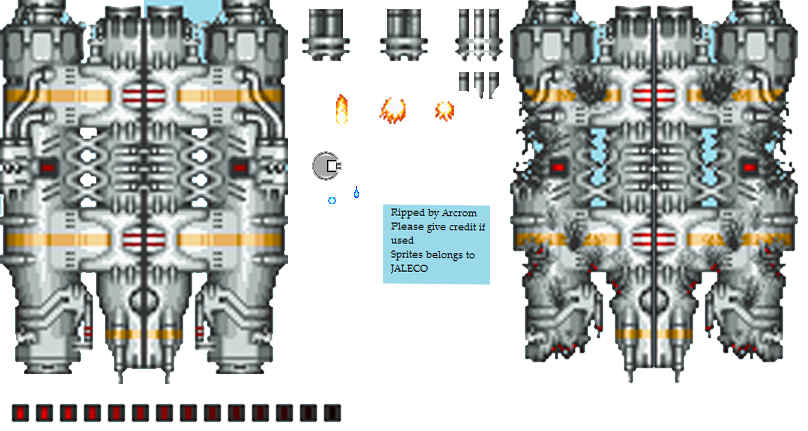 Ripped by Arcrom
Please give credit if
used
Sprites belongs to
JALECO